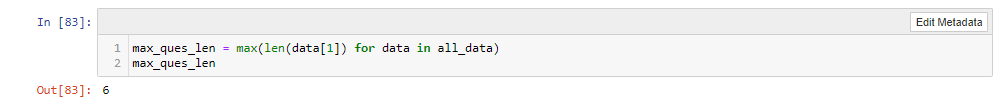 In [83]:
Edit Metadata
1 max_ques_len = max(len(data[1]) for data in all_data)
2 max_ques_len
Out[83]: 6